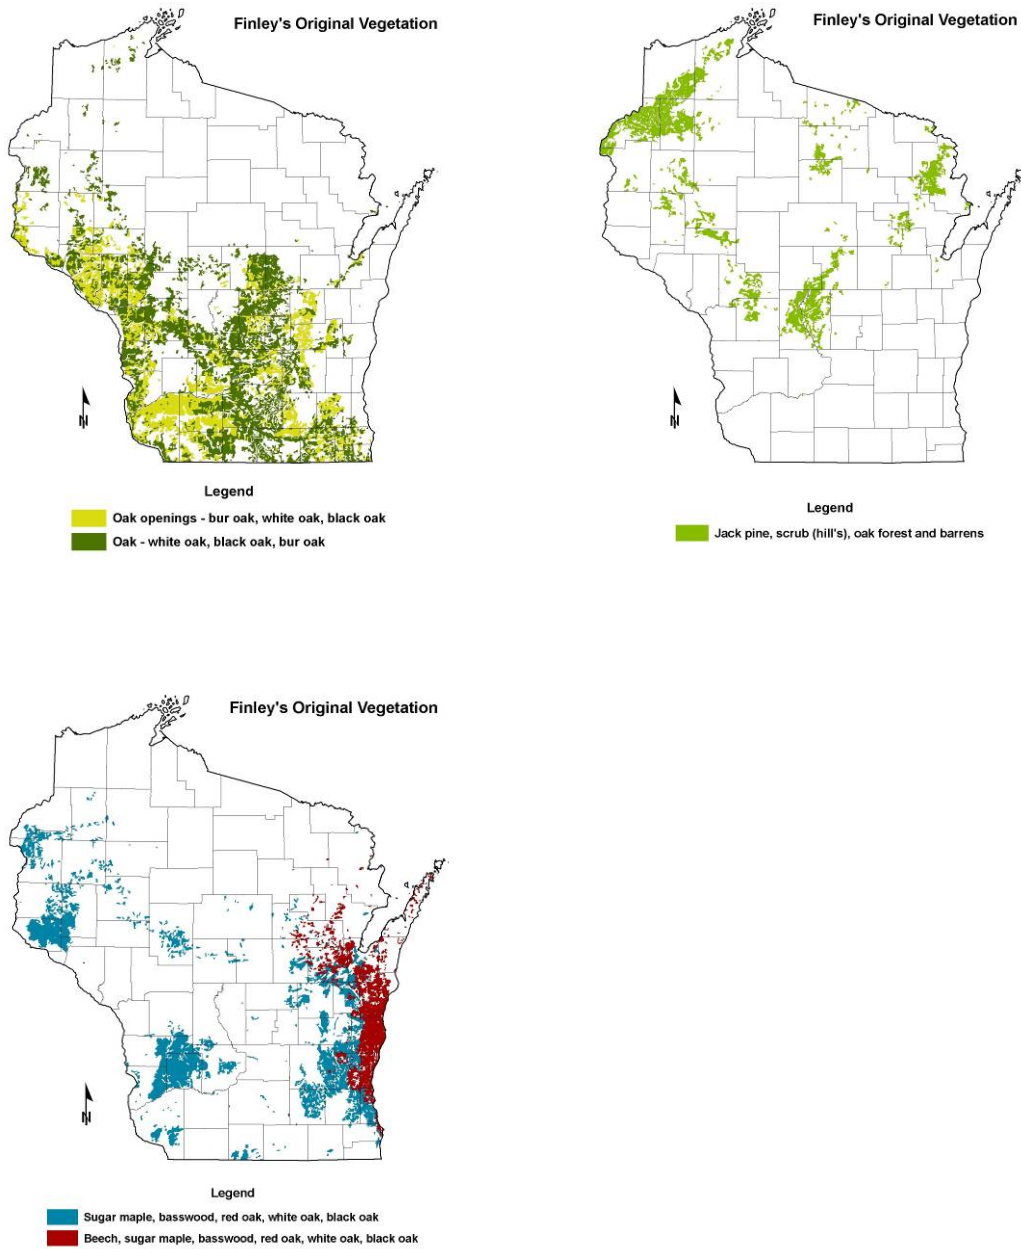 Finley's Original Vegetation
N
Legend
Oak openings - bur oak, white oak, black oak
Oak - white oak, black oak, bur oak
Finley's Original Vegetation
N
Legend
Jack pine, scrub (hill's), oak forest and barrens
Finley's Original Vegetation
N
Legend
Sugar maple, basswood, red oak, white oak, black oak
Beech, sugar maple, basswood, red oak, white oak, black oak